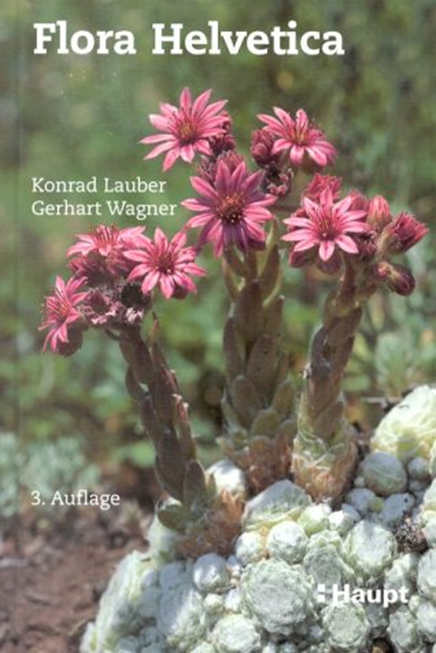 Flora Helvetica
Konrad Lauber
Gerhart Wagner
3. Auflage
Haupt